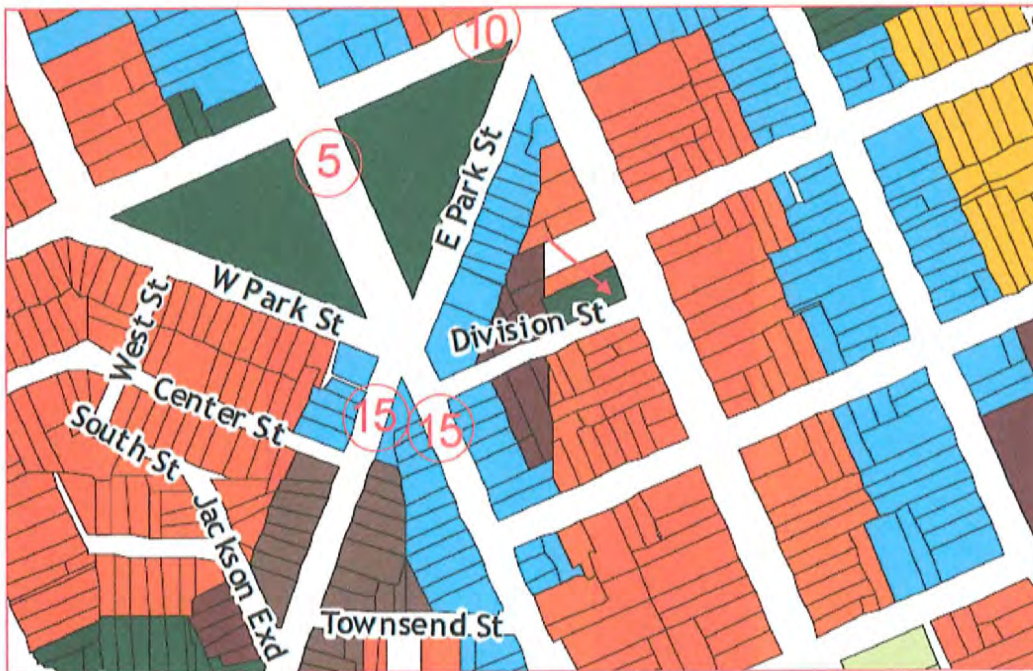 10
5
E Park St
W Park St
West St
Division St
Center St
15
15
South St
Jackson Exd
Townsend St